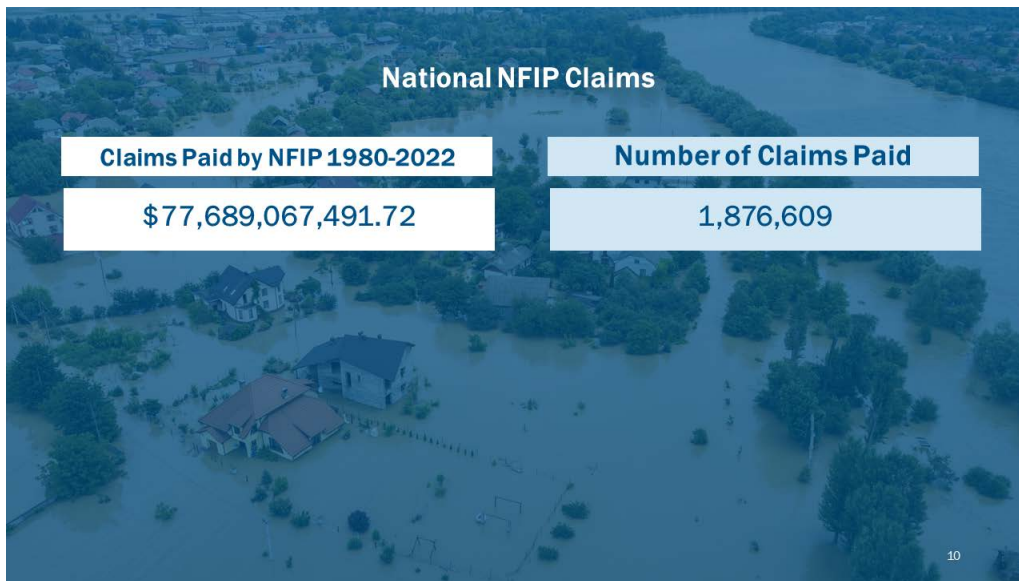 National NFIP Claims
Claims Paid by NFIP 1980-2022
Number of Claims Paid
$77,689,067,491.72
1,876,609
10